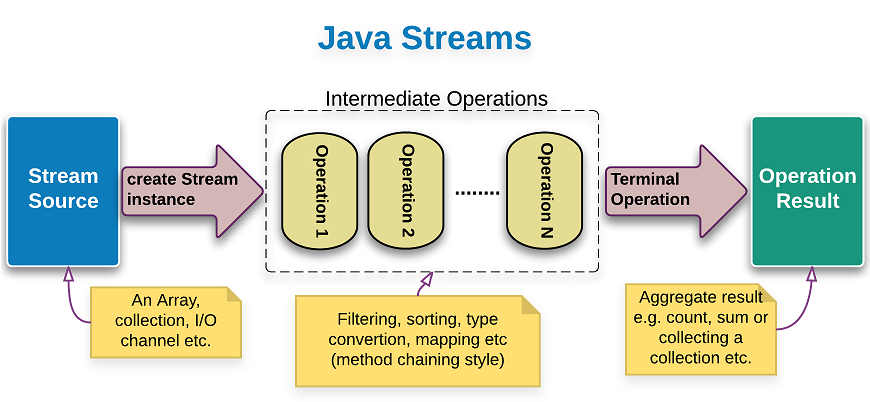 Java Streams
Intermediate Operations
Stream
Source
create Stream
instance
Operation 1
Operation 2
........
Operation N
Terminal
Operation
Operation
Result
An Array,
collection, I/O
channel etc.
Filtering, sorting, type
convertion, mapping etc
(method chaining style)
Aggregate result
e.g. count, sum or
collecting a
collection etc.